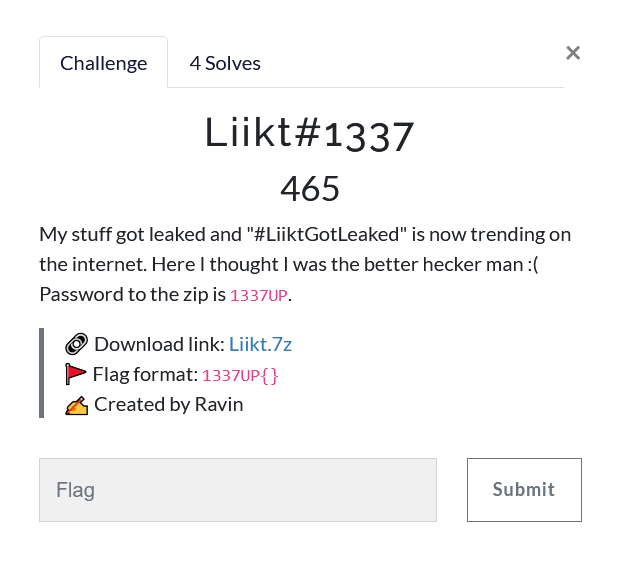 Challenge
4 Solves
×
Liikt#1337
465
My stuff got leaked and "#LiiktGotLeaked" is now trending on
the internet. Here I thought I was the better hecker man :(
Password to the zip is 1337UP.
Download link: Liikt.7z
Flag format: 1337UP{}
Created by Ravin
Flag
Submit